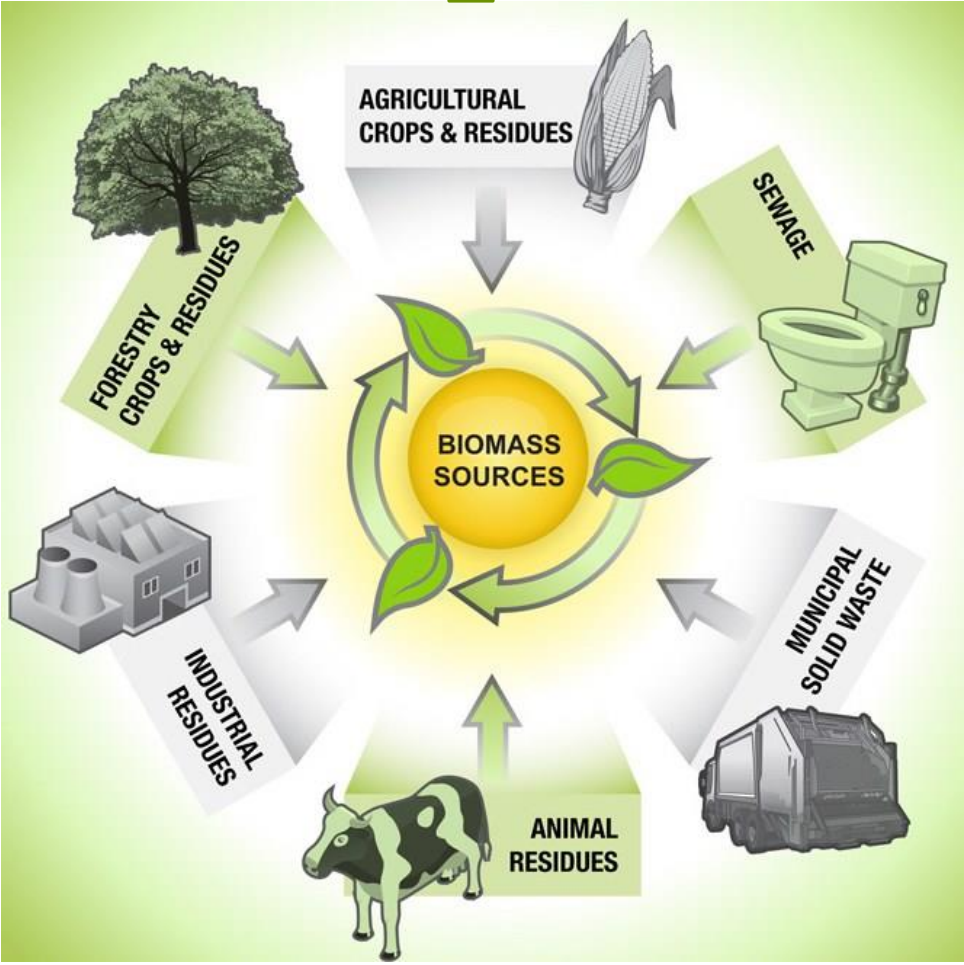 AGRICULTURAL
CROPS & RESIDUES
SEWAGE
FORESTRY
CROPS & RESIDUES
BIOMASS
SOURCES
MUNICIPAL
SOLID WASTE
INDUSTRIAL
RESIDUES
ANIMAL
RESIDUES